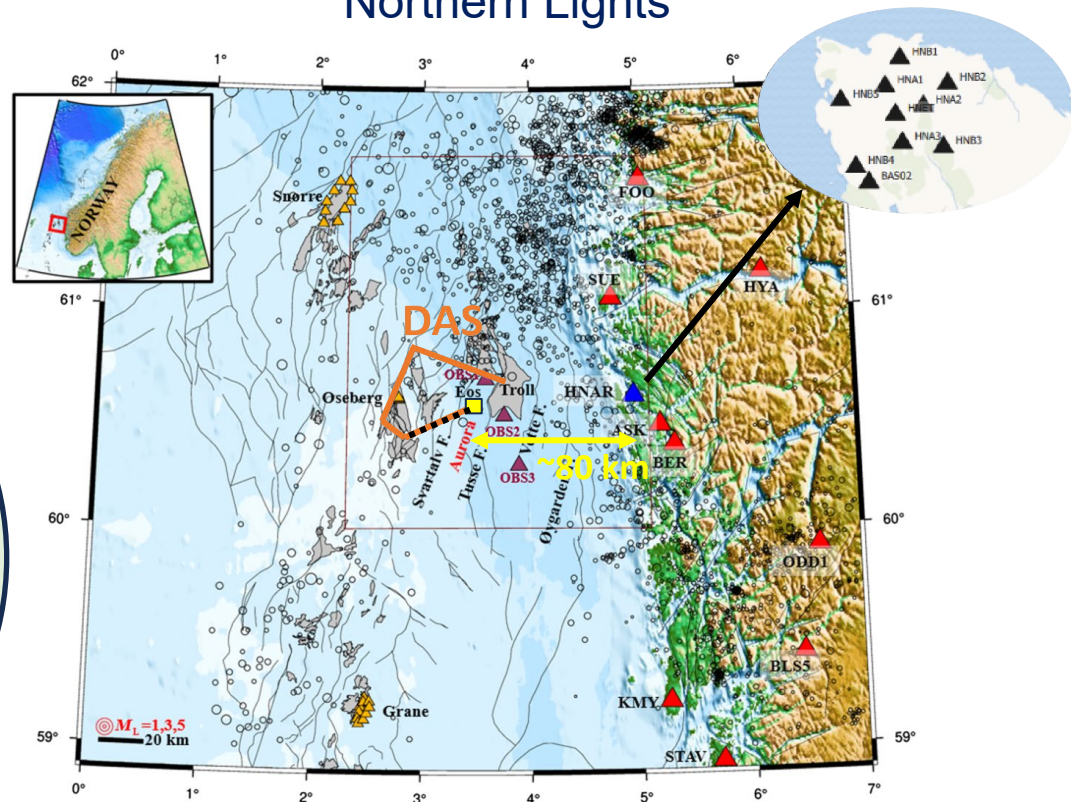 Northern Lights
0°
1°
2°
3°
4°
5°
6°
62°
HNB1
HNA1
HNB2
HNB5
HNA2
HNET
HNA3
HNB3
HNB4
BAS02
NORWAY
Snorre
FOO
SUE
HYA
61°
61°
DAS
OBS1
Eos
Troll
Oseberg
HNAR
OBS2
ASK
Aurora
Vette F.
BER
~80 km
Svartalv F.
Tusse F.
OBS3
Øygarden
60°
60°
ODD1
BLS5
KMY
Grane
STAV
M_L =1,3,5
20 km
59°
59°
0°
1°
2°
3°
4°
5°
6°
7°